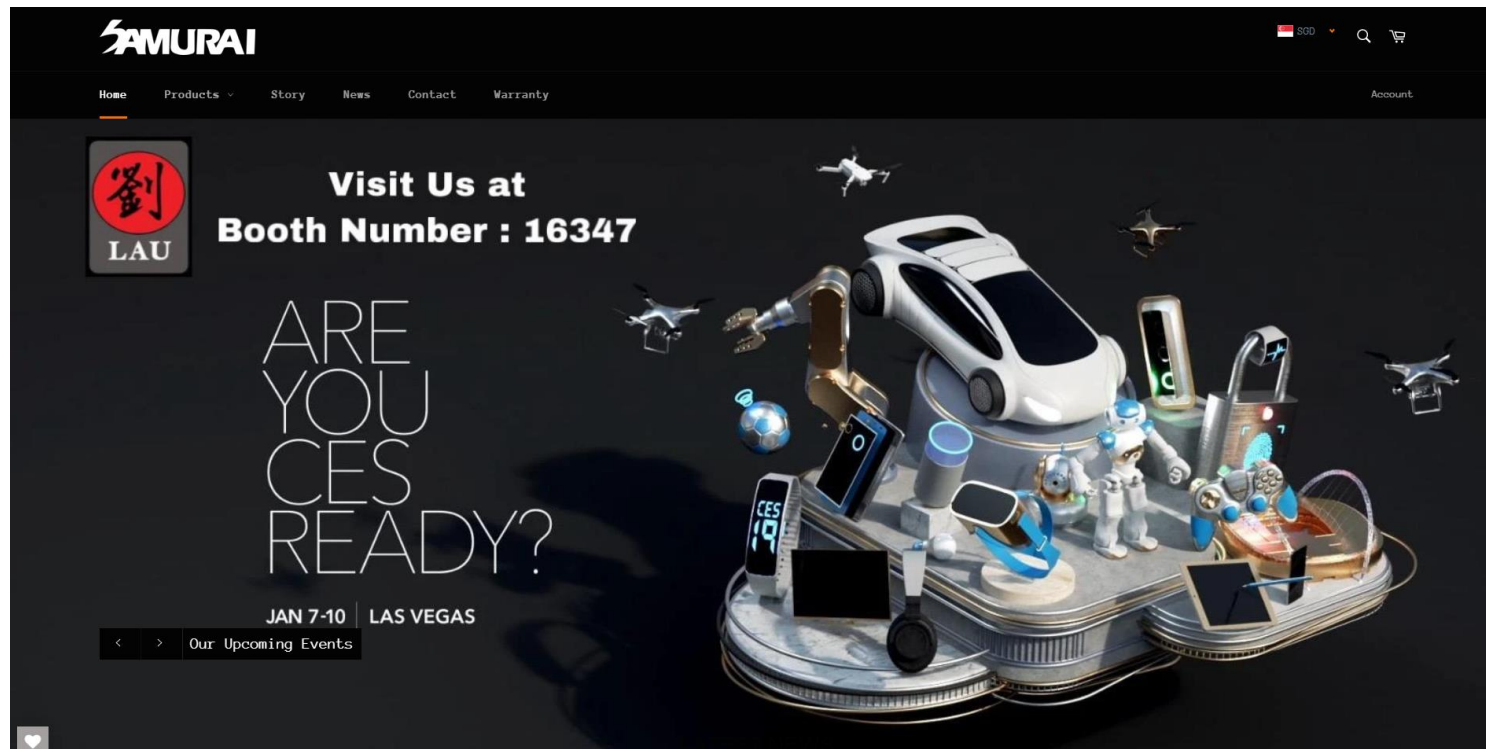 SAMURAI
SGD
Home Products Story News Contact Warranty
Account
劉
LAU
Visit Us at
Booth Number : 16347
ARE
YOU
CES
READY?
JAN 7-10 | LAS VEGAS
CES
19
< > Our Upcoming Events